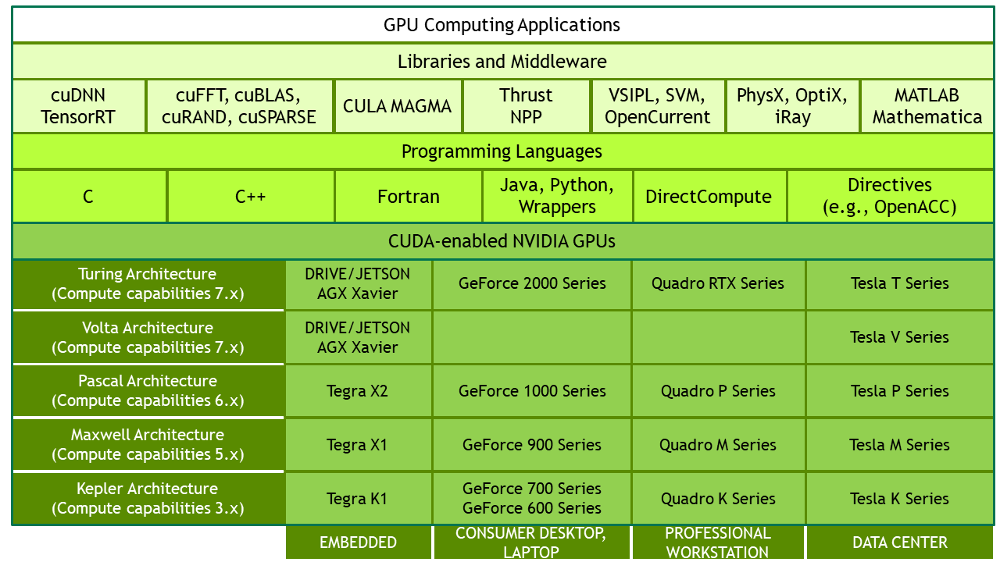 GPU Computing Applications
Libraries and Middleware
cuDNN
TensorRT
cuFFT, cuBLAS,
cuRAND, cuSPARSE
CULA MAGMA
Thrust
NPP
VSIPL, SVM,
OpenCurrent
PhysX, OptiX,
iRay
MATLAB
Mathematica
Programming Languages
C
C++
Fortran
Java, Python,
Wrappers
DirectCompute
Directives
(e.g., OpenACC)
CUDA-enabled NVIDIA GPUs
Turing Architecture
(Compute capabilities 7.x)
DRIVE/JETSON
AGX Xavier
GeForce 2000 Series
Quadro RTX Series
Tesla T Series
Volta Architecture
(Compute capabilities 7.x)
DRIVE/JETSON
AGX Xavier
Tesla V Series
Pascal Architecture
(Compute capabilities 6.x)
Tegra X2
GeForce 1000 Series
Quadro P Series
Tesla P Series
Maxwell Architecture
(Compute capabilities 5.x)
Tegra X1
GeForce 900 Series
Quadro M Series
Tesla M Series
Kepler Architecture
(Compute capabilities 3.x)
Tegra K1
GeForce 700 Series
GeForce 600 Series
Quadro K Series
Tesla K Series
EMBEDDED
CONSUMER DESKTOP,
LAPTOP
PROFESSIONAL
WORKSTATION
DATA CENTER